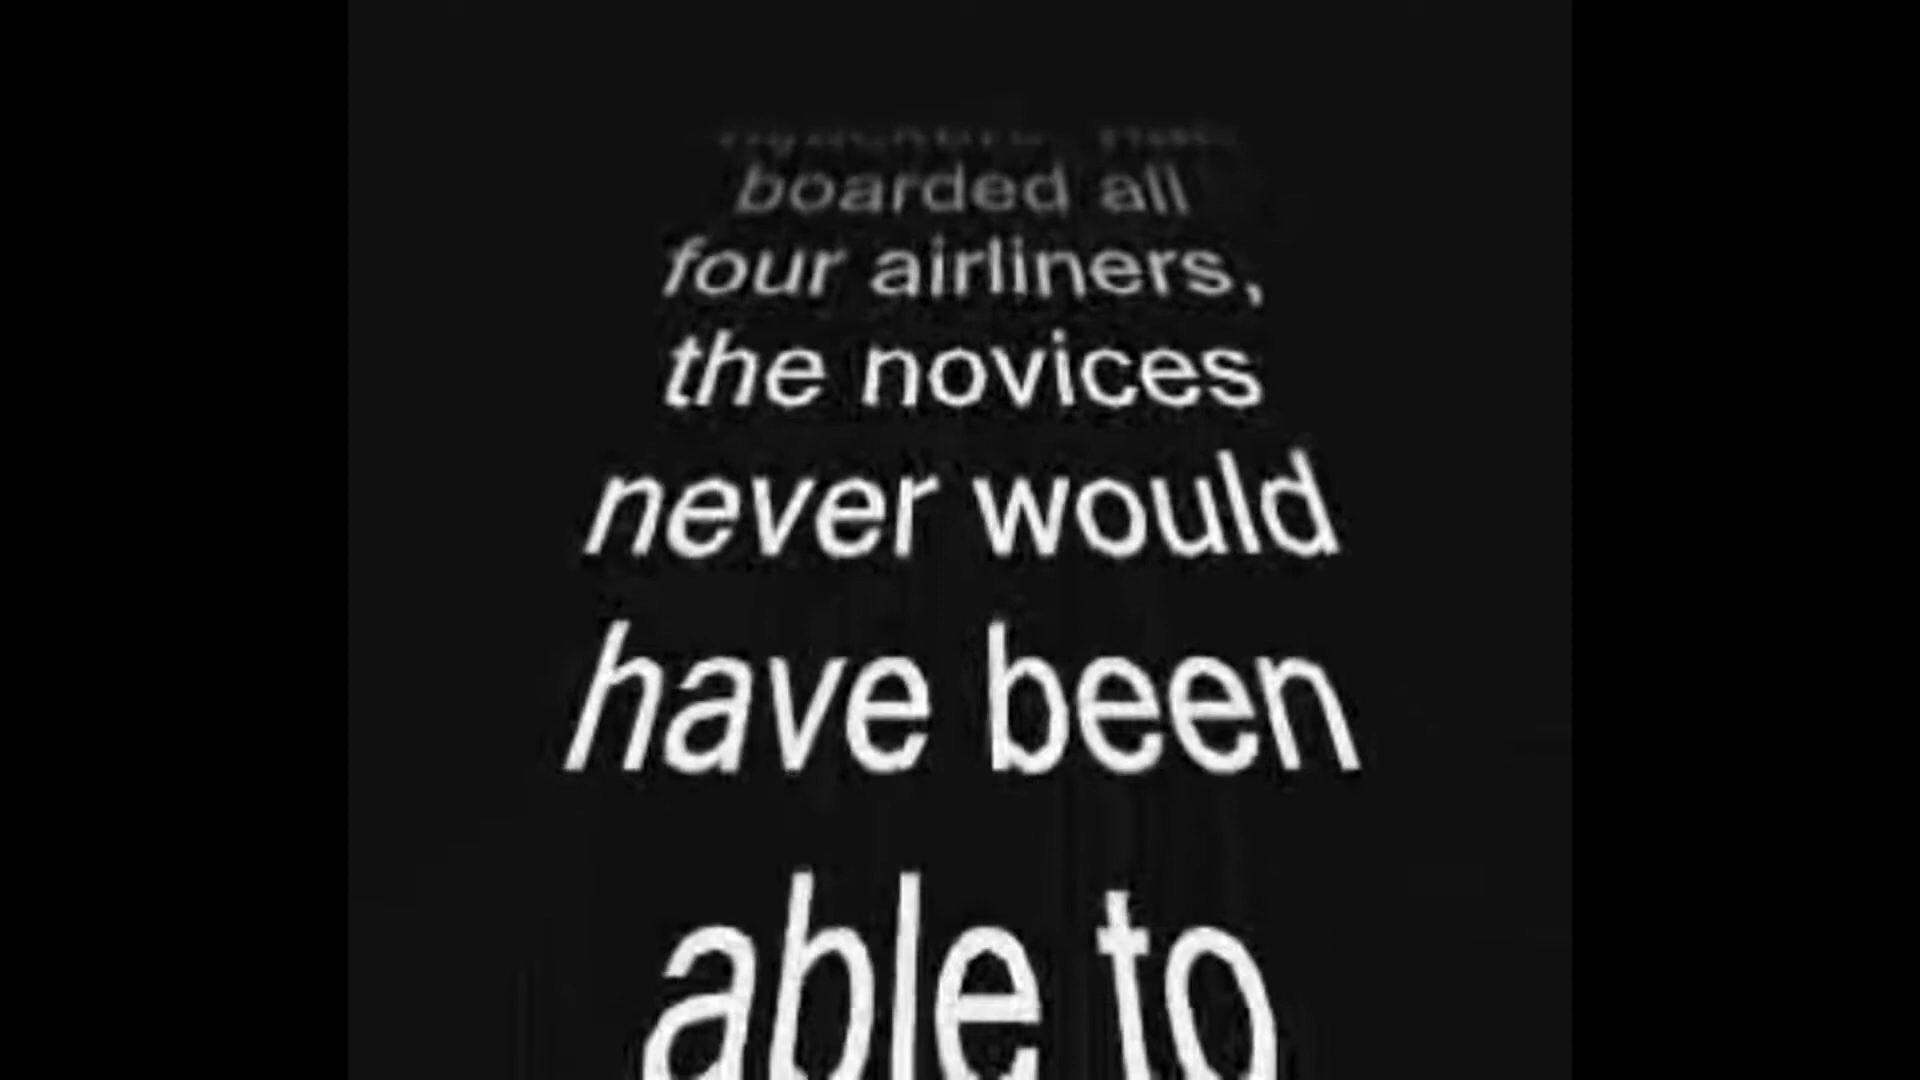 boarded all
four airliners,
the novices
never would
have been
able to